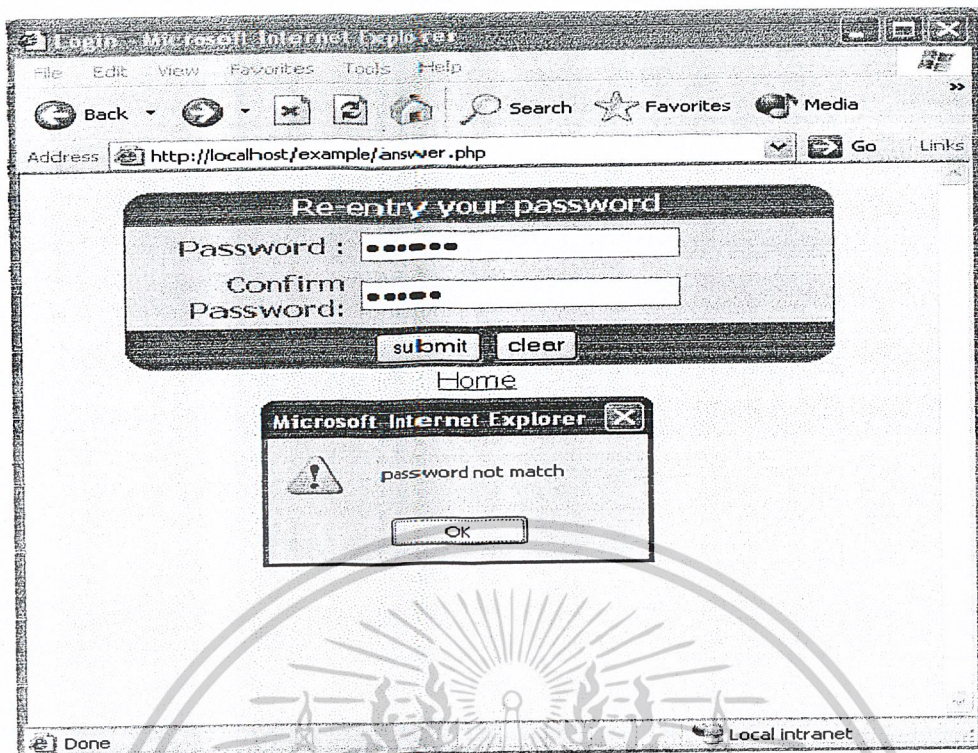 Login - Microsoft Internet Explorer
File Edit View Favorites Tools Help
Back Search Favorites Media »
Address http://localhost/example/answer.php Go Links
Re-entry your password
Password : ••••••
Confirm
Password: •••••
submit clear
Home
Microsoft Internet Explorer
password not match
OK
Done Local intranet